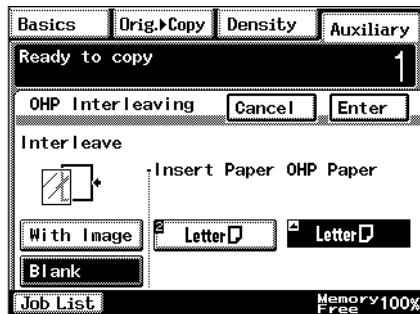 Basics Orig.▸Copy Density Auxiliary
Ready to copy 1
OHP Interleaving Cancel Enter
Interleave
Insert Paper OHP Paper
With Image 2 Letter Letter
Blank
Job List Memory Free 100%